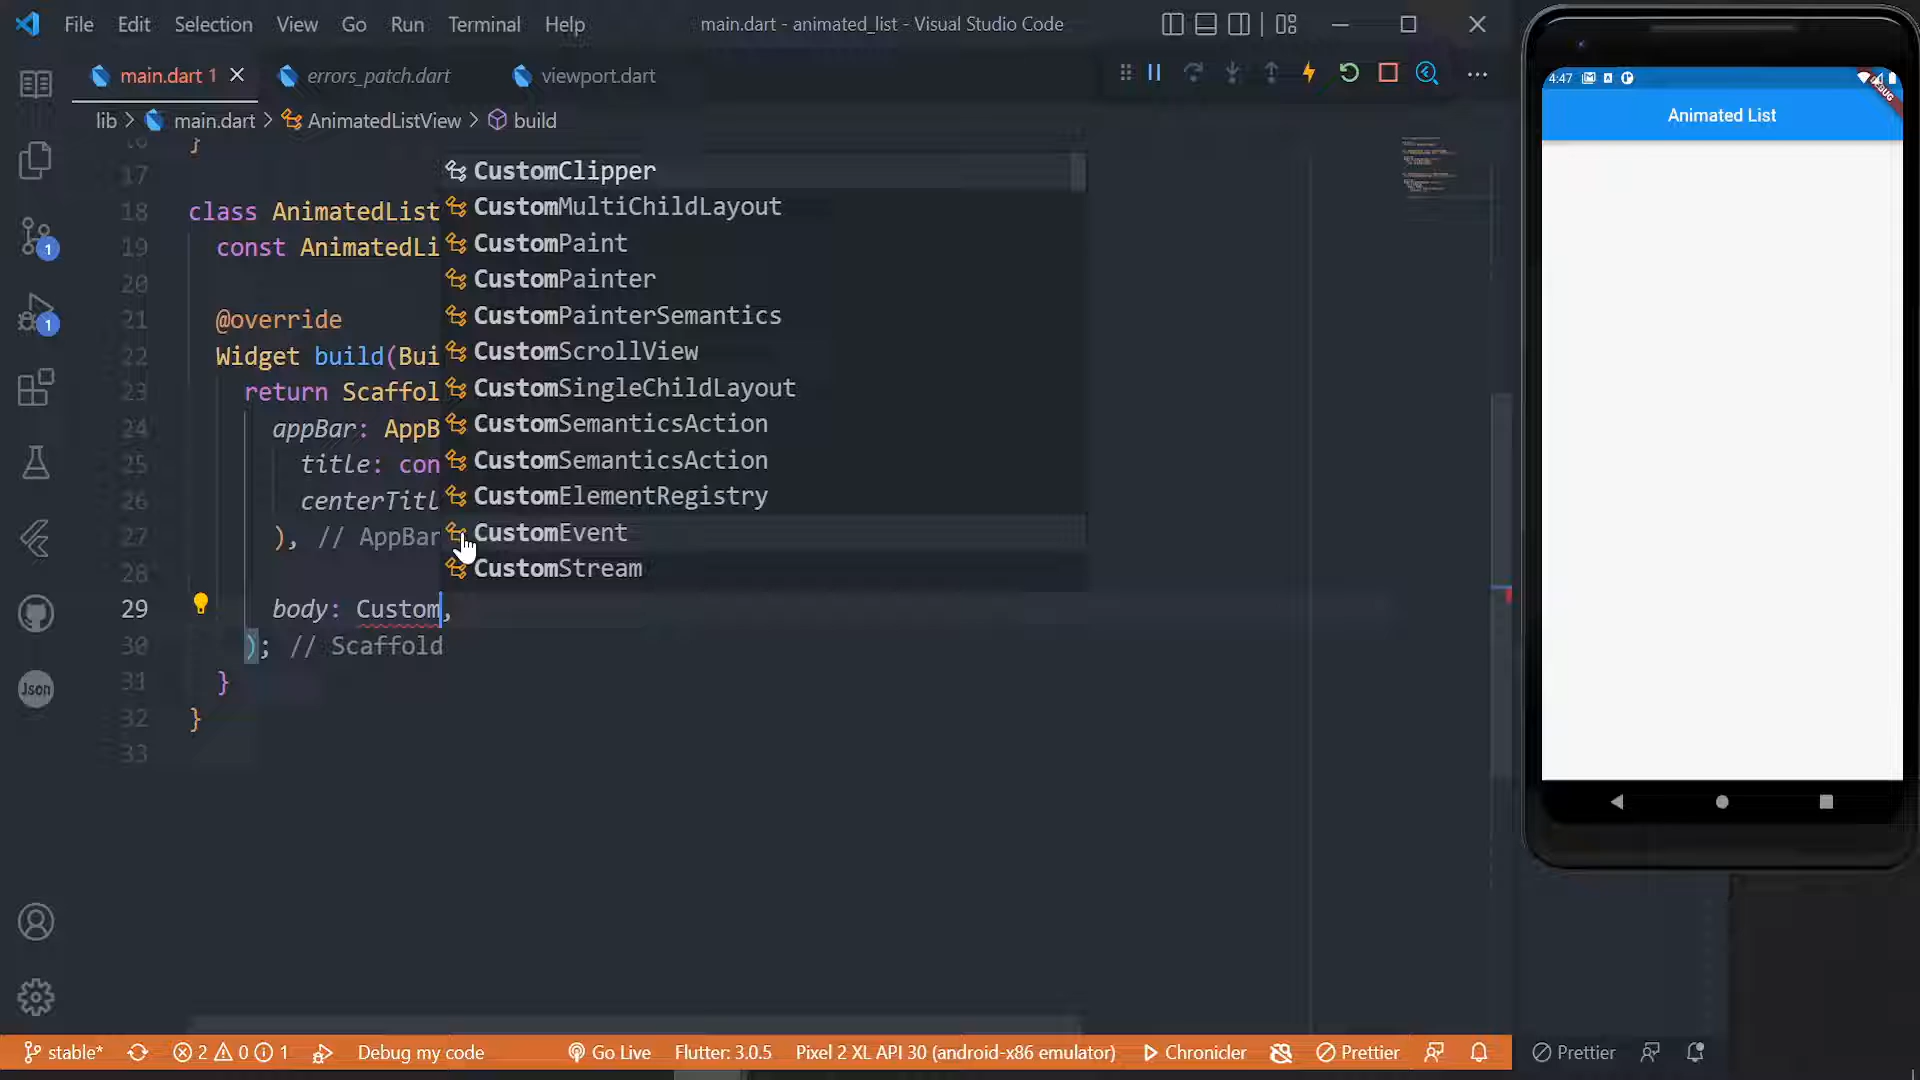 File Edit Selection View Go Run Terminal Help main.dart - animated_list - Visual Studio Code
main.dart 1 errors_patch.dart viewport.dart
lib > main.dart > AnimatedListView > build
16 }
17
18 class AnimatedList
19 const AnimatedLi
20
21 @override
22 Widget build(Bui
23 return Scaffol
24 appBar: AppB
25 title: con
26 centerTitl
27 ), // AppBar
28
29 body: Custom,
30 ); // Scaffold
31 }
32 }
33
CustomClipper
CustomMultiChildLayout
CustomPaint
CustomPainter
CustomPainterSemantics
CustomScrollView
CustomSingleChildLayout
CustomSemanticsAction
CustomSemanticsAction
CustomElementRegistry
CustomEvent
CustomStream
1
1
Json
stable* 2 0 1 Debug my code Go Live Flutter: 3.0.5 Pixel 2 XL API 30 (android-x86 emulator) Chronicler Prettier
Prettier
4:47
DEBUG
Animated List